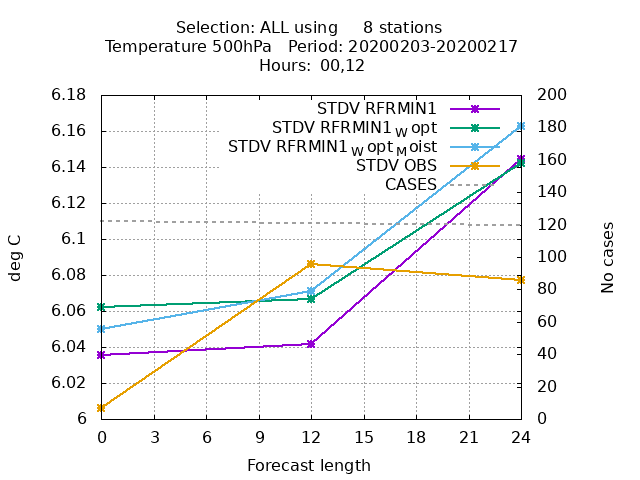 Selection: ALL using 8 stations
Temperature 500hPa Period: 20200203-20200217
Hours: 00,12
STDV RFRMIN1
STDV RFRMIN1Wopt
STDV RFRMIN1WoptMoist
STDV OBS
CASES
6.18
6.16
6.14
6.12
6.1
6.08
6.06
6.04
6.02
6
200
180
160
140
120
100
80
60
40
20
0
0 3 6 9 12 15 18 21 24
deg C
No cases
Forecast length